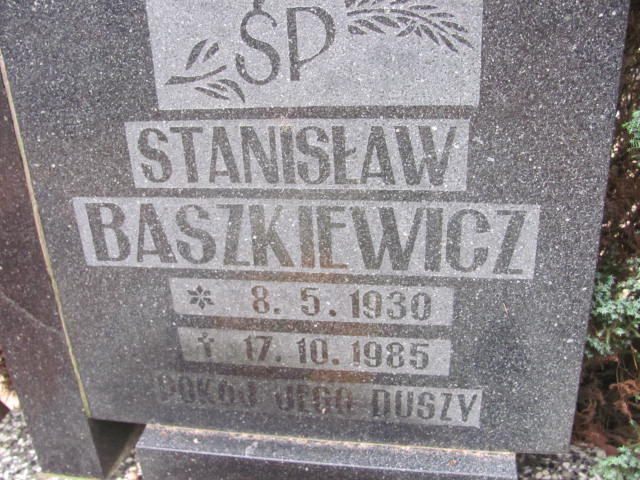 ŚP
STANISŁAW
BASZKIEWICZ
* 8. 5. 1930
† 17. 10. 1985
POKÓJ JEGO DUSZY